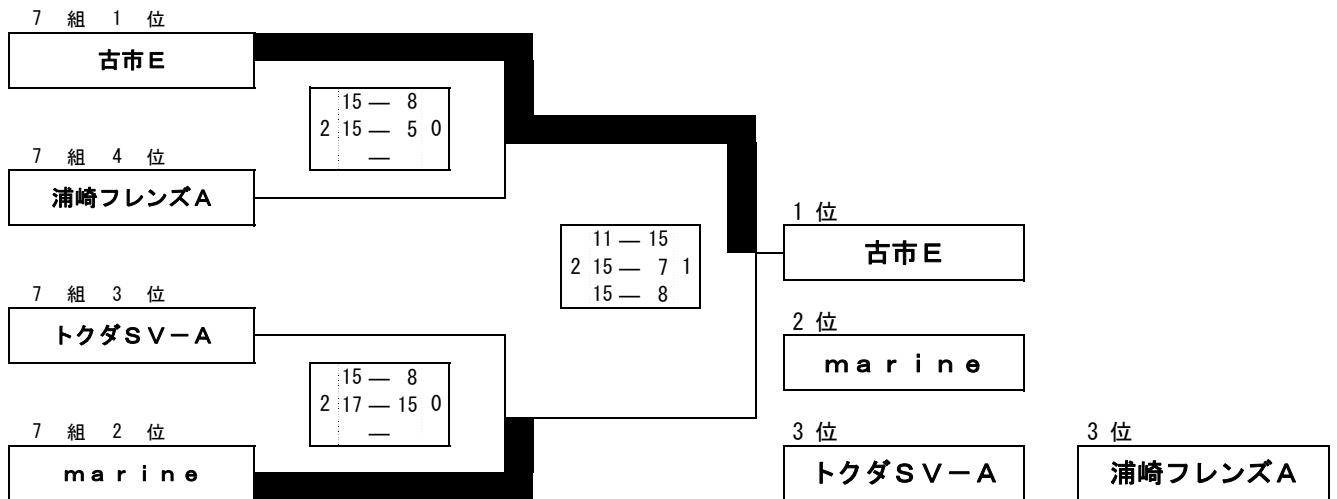 7 組 1 位
古市E
15 ― 8
2 15 ― 5 0
―
7 組 4 位
浦崎フレンズA
7 組 3 位
トクダSV－A
15 ― 8
2 17 ― 15 0
―
7 組 2 位
marine
11 ― 15
2 15 ― 7 1
15 ― 8
1 位
古市E
2 位
marine
3 位
トクダSV－A
3 位
浦崎フレンズA